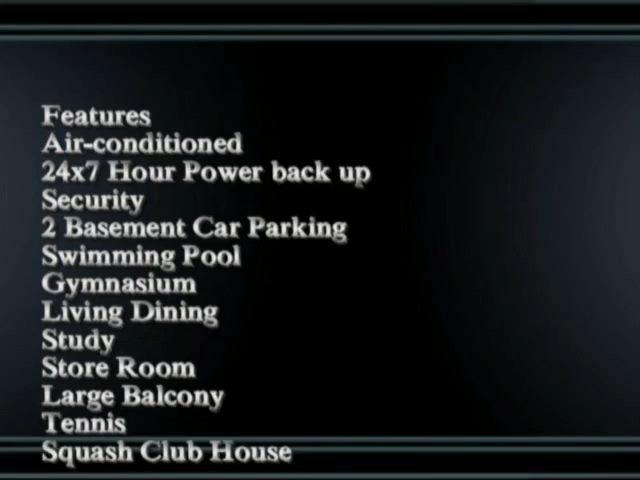 Features
Air-conditioned
24x7 Hour Power back up
Security
2 Basement Car Parking
Swimming Pool
Gymnasium
Living Dining
Study
Store Room
Large Balcony
Tennis
Squash Club House